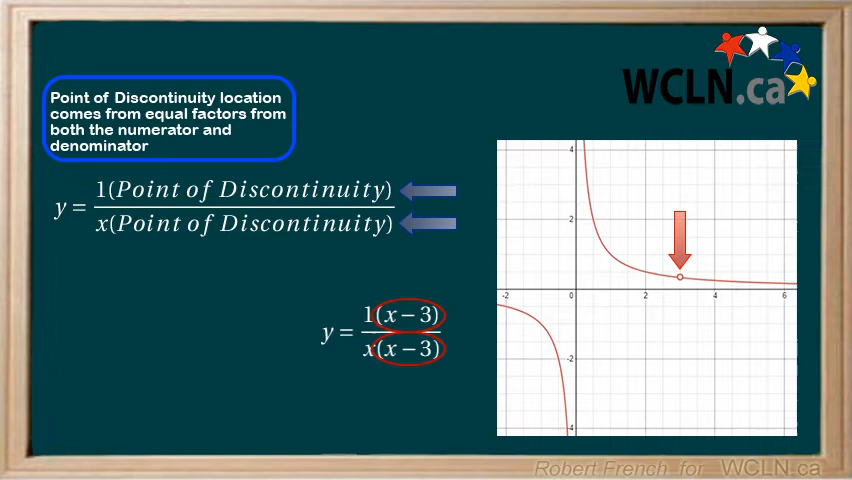 WCLN.ca
Point of Discontinuity location
comes from equal factors from
both the numerator and
denominator
y = 1(Point of Discontinuity) / x(Point of Discontinuity)
y = 1(x − 3) / x(x − 3)
4
2
-2 0 2 4 6
-2
-4
Robert French for WCLN.ca